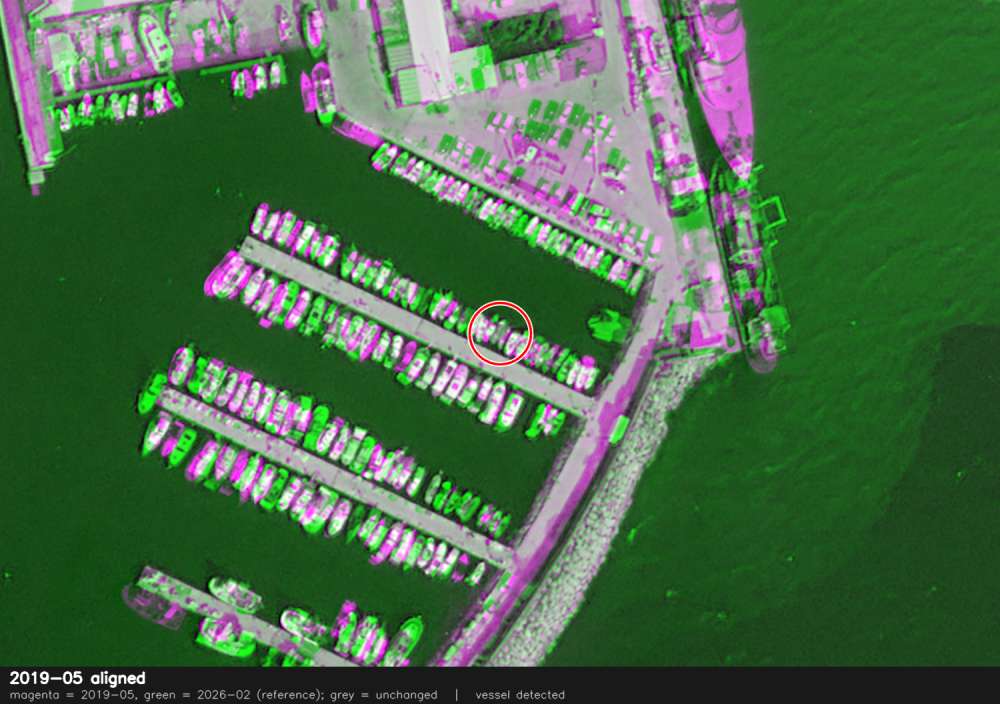 2019-05 aligned
magenta = 2019-05, green = 2026-02 (reference); grey = unchanged | vessel detected